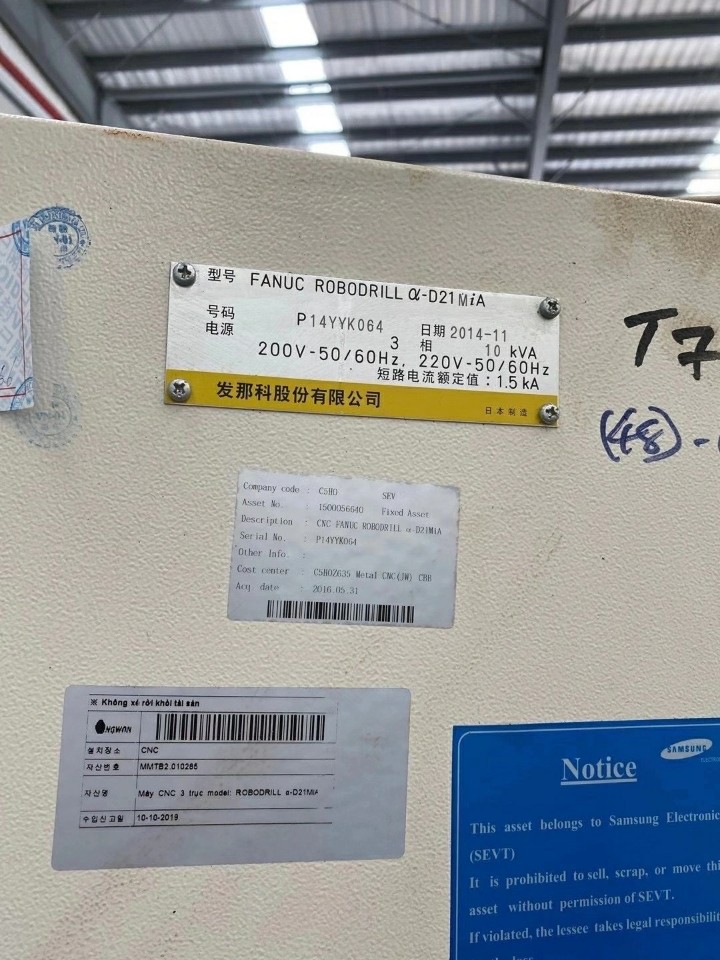 型号 FANUC ROBODRILL α-D21MiA
号码 P14YYK064 日期 2014-11
电源 3 相 10 kVA
200V-50/60Hz, 220V-50/60Hz
短路电流额定值：1.5kA
发那科股份有限公司 日本制造
T7
(48)-
Company code : C5H0 SEV
Asset No. : 1500056640 Fixed Asset
Description : CNC FANUC ROBODRILL α-D21MiA
Serial No. : P14YYK064
Other Info. :
Cost center : C5H0Z635 Metal CNC(JW) CBB
Acq. date : 2016.05.31
※ Không xé rời khỏi tài sản
설치장소 CNC
자산번호 MMTB2.010285
자산명 Máy CNC 3 trục model: ROBODRILL α-D21MiA
수입신고일 10-10-2019
SAMSUNG
Notice
This asset belongs to Samsung Electronic
(SEVT)
It is prohibited to sell, scrap, or move thi
asset without permission of SEVT.
If violated, the lessee takes legal responsibilit